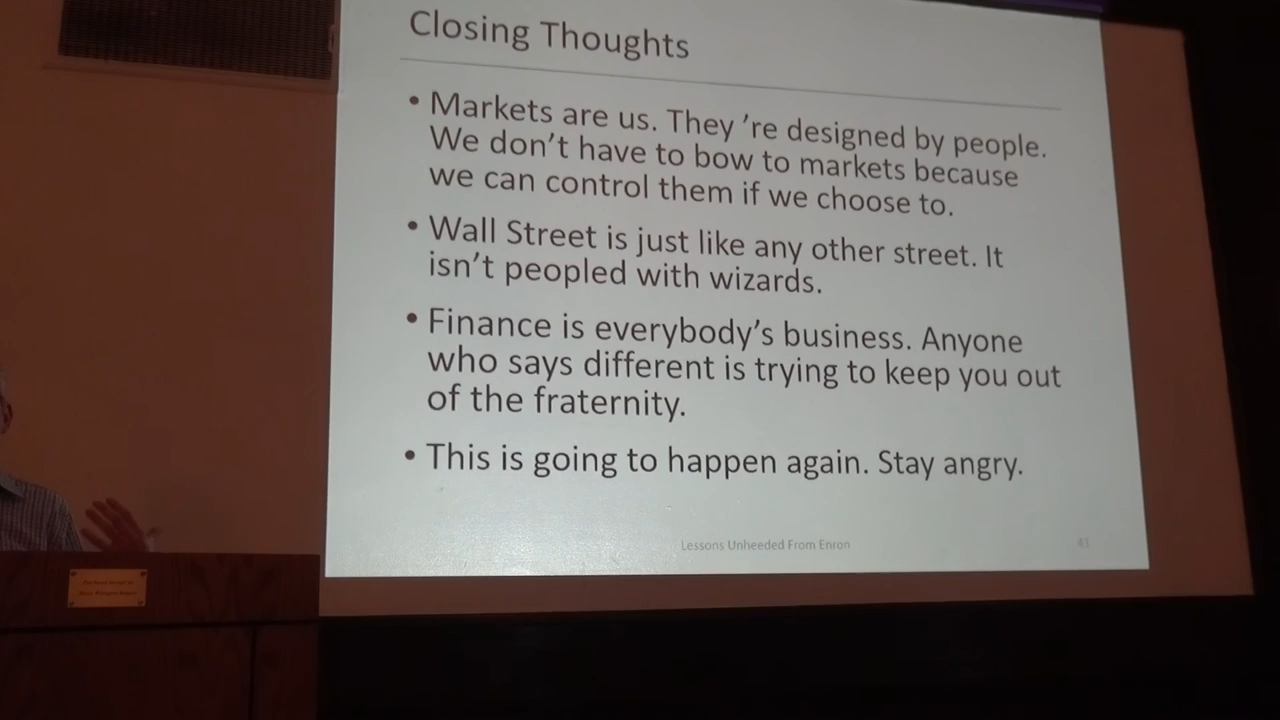 Closing Thoughts
• Markets are us. They ’re designed by people.
We don’t have to bow to markets because
we can control them if we choose to.
• Wall Street is just like any other street. It
isn’t peopled with wizards.
• Finance is everybody’s business. Anyone
who says different is trying to keep you out
of the fraternity.
• This is going to happen again. Stay angry.
Lessons Unheeded From Enron